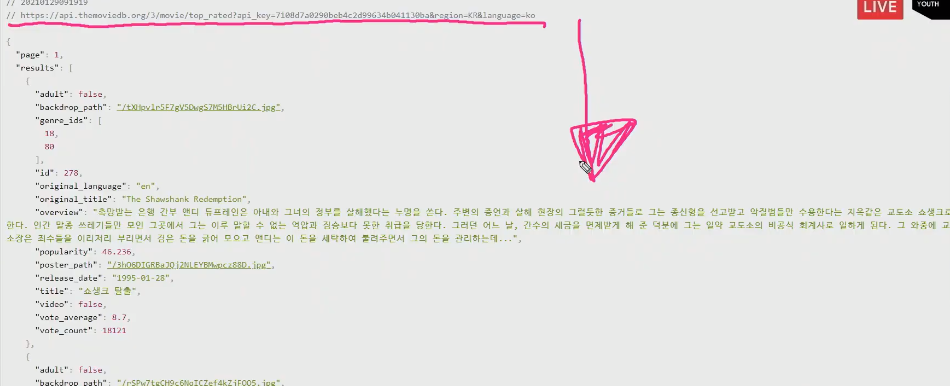 // 20210129091919
// https://api.themoviedb.org/3/movie/top_rated?api_key=7108d7a0290beb4c2d99634b041130ba&region=KR&language=ko
LIVE
YOUTH
{
"page": 1,
"results": [
{
"adult": false,
"backdrop_path": "/tXHpvlr5F7gV5DwgS7M5HBrUi2C.jpg",
"genre_ids": [
18,
80
],
"id": 278,
"original_language": "en",
"original_title": "The Shawshank Redemption",
"overview": "촉망받는 은행 간부 앤디 듀프레인은 아내와 그녀의 정부를 살해했다는 누명을 쓴다. 주변의 증언과 살해 현장의 그럴듯한 증거들로 그는 종신형을 선고받고 악질범들만 수용한다는 지옥같은 교도소 쇼생크로
한다. 인간 말종 쓰레기들만 모인 그곳에서 그는 이루 말할 수 없는 억압과 짐승보다 못한 취급을 당한다. 그러던 어느 날, 간수의 세금을 면제받게 해 준 덕분에 그는 일약 교도소의 비공식 회계사로 일하게 된다. 그 와중에 교
소장은 죄수들을 이리저리 부리면서 검은 돈을 긁어 모으고 앤디는 이 돈을 세탁하여 불려주면서 그의 돈을 관리하는데...",
"popularity": 46.236,
"poster_path": "/3hO6DIGRBaJQj2NLEYBMwpcz88D.jpg",
"release_date": "1995-01-28",
"title": "쇼생크 탈출",
"video": false,
"vote_average": 8.7,
"vote_count": 18121
},
{
"adult": false,
"backdrop_path": "/rSPw7tgCH9c6NqICZef4kZjFOQ5.jpg",